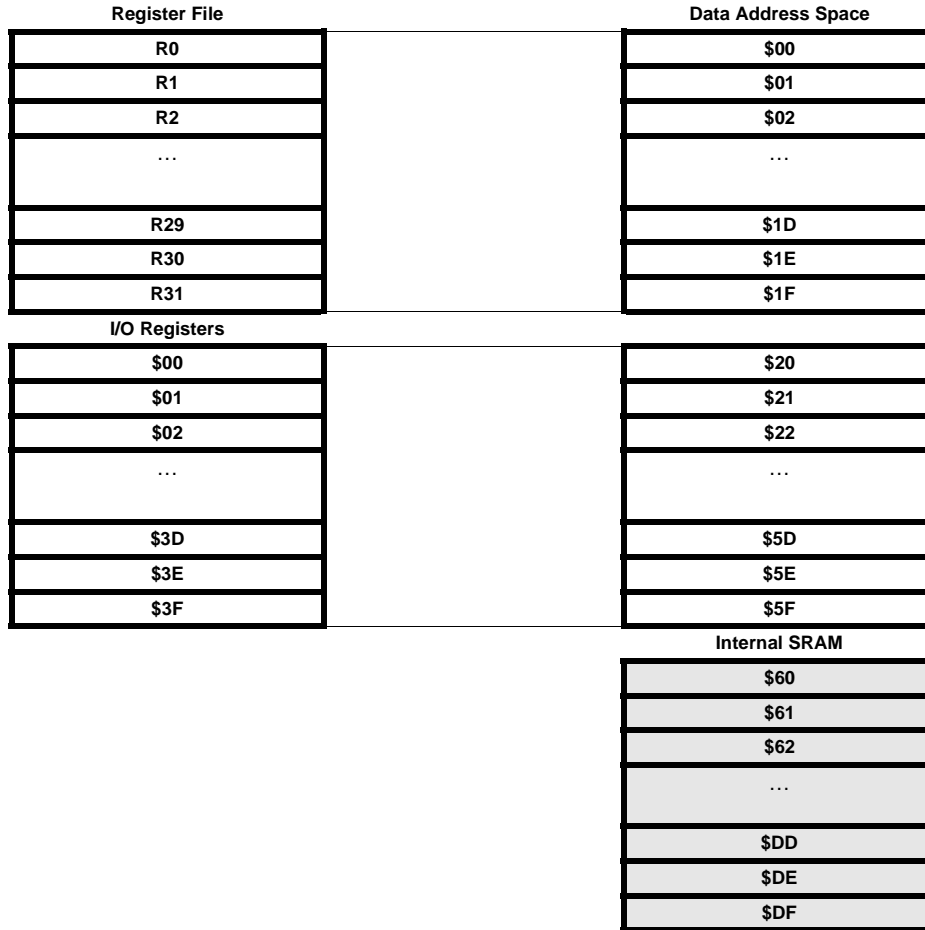 Register File Data Address Space
R0 $00
R1 $01
R2 $02
... ...
R29 $1D
R30 $1E
R31 $1F
I/O Registers
$00 $20
$01 $21
$02 $22
... ...
$3D $5D
$3E $5E
$3F $5F
Internal SRAM
$60
$61
$62
...
$DD
$DE
$DF